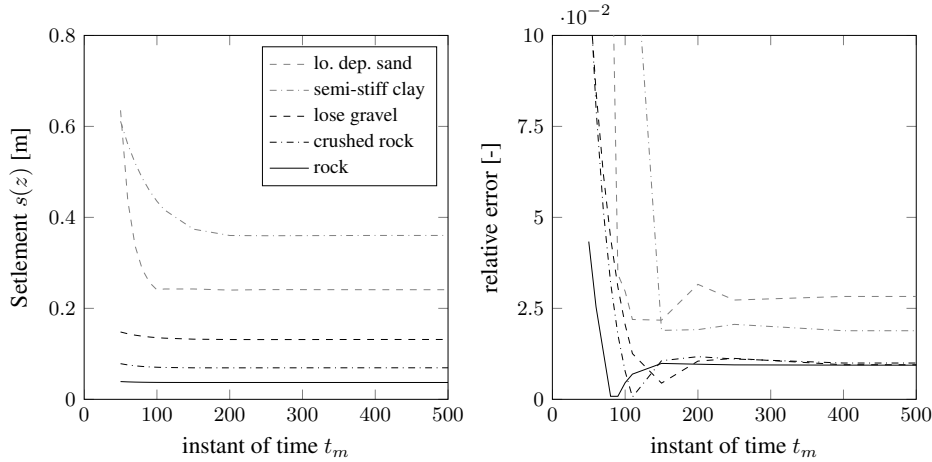 Setlement s(z) [m]
0.8
0.6
0.4
0.2
0
0 100 200 300 400 500
instant of time t_m
lo. dep. sand
semi-stiff clay
lose gravel
crushed rock
rock
·10⁻²
relative error [-]
10
7.5
5
2.5
0
0 100 200 300 400 500
instant of time t_m